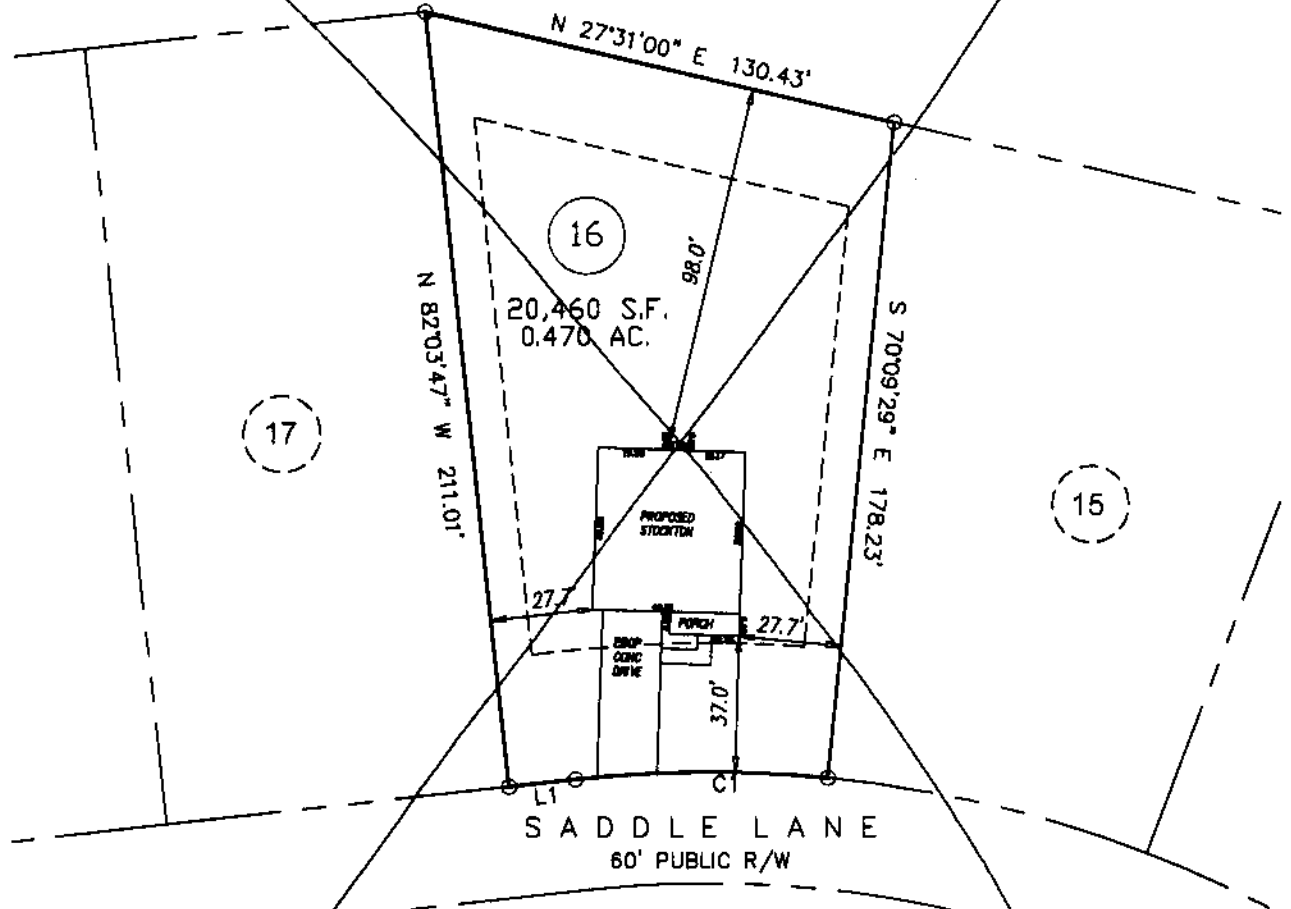 N 27°31'00" E 130.43'
16
20,460 S.F.
0.470 AC.
98.0'
N 82°03'47" W 211.01'
S 70°09'29" E 178.23'
17
15
PROPOSED
STOCKTON
27.7'
PORCH
27.7'
PROP
CONC
DRIVE
37.0'
L1
C1
SADDLE LANE
60' PUBLIC R/W